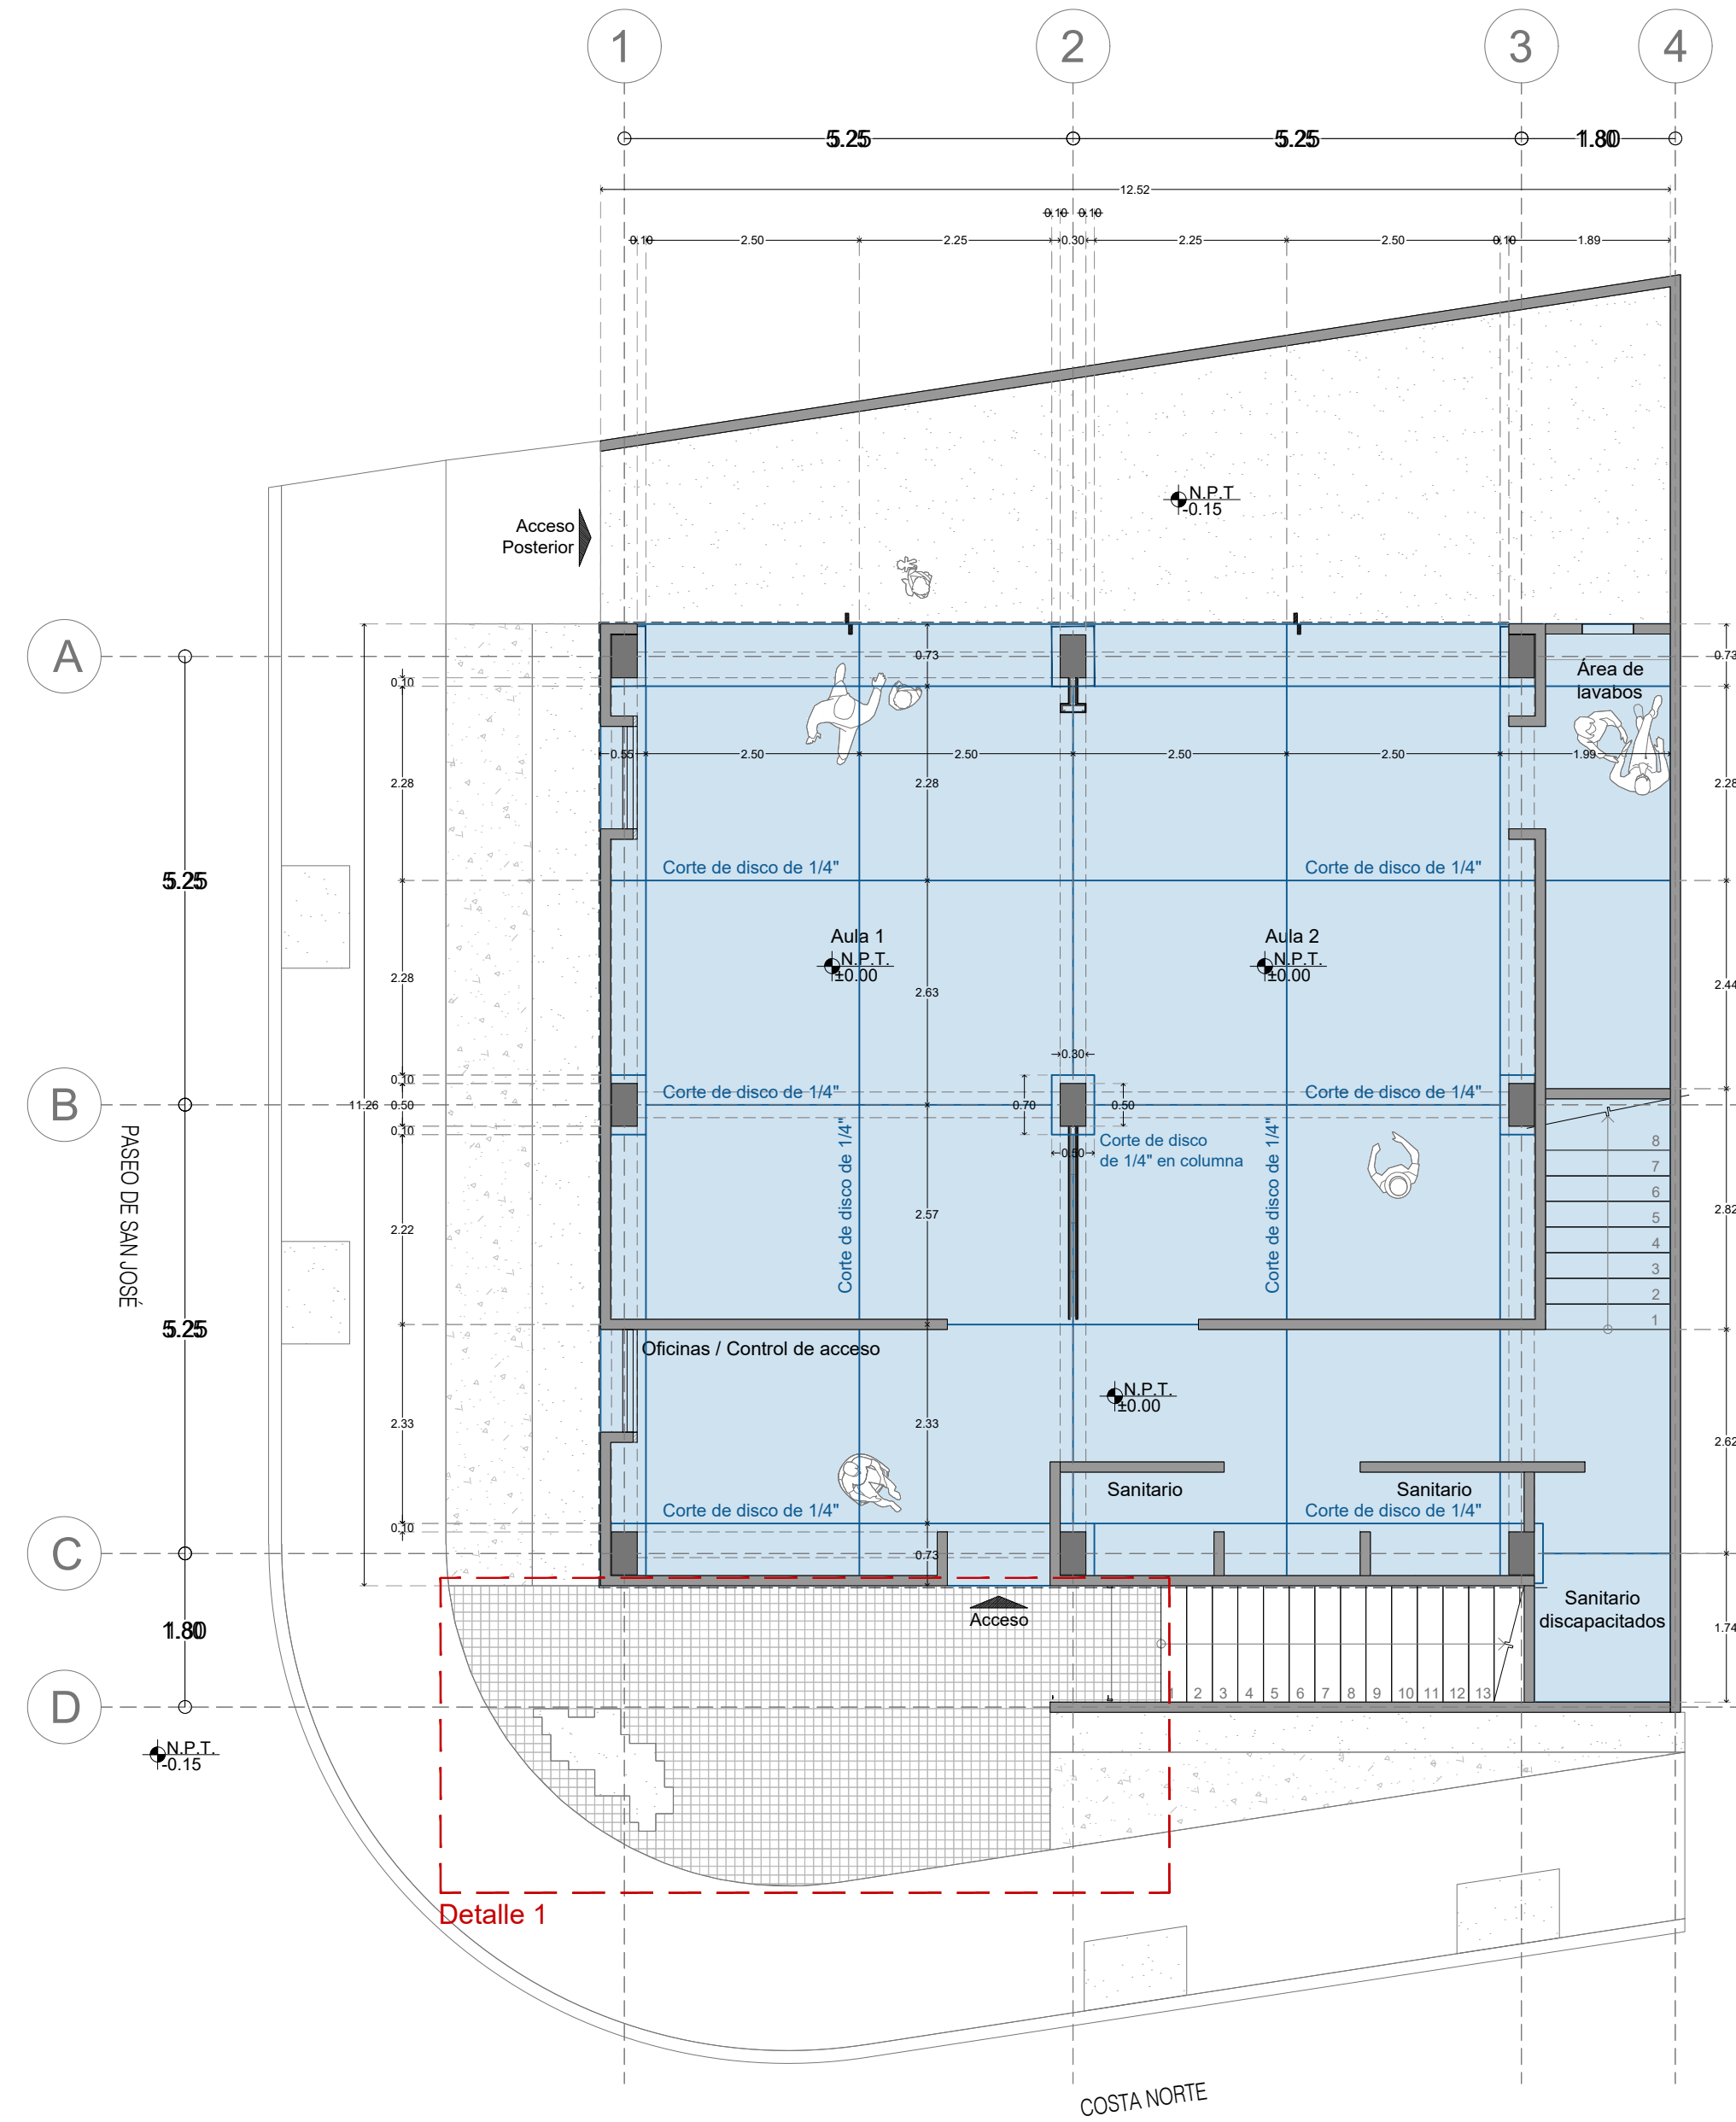 1 2 3 4
5.25 5.25 1.80
12.52
0.10 0.10
0.10 2.50 2.25 0.30 2.25 2.50 0.10 1.89
N.P.T
-0.15
Acceso
Posterior
A
0.73 0.73
Área de
lavabos
0.10
0.55 2.50 2.50 2.50 2.50 1.99
2.28 2.28 2.28
Corte de disco de 1/4" Corte de disco de 1/4"
5.25
Aula 1 Aula 2
N.P.T. N.P.T.
±0.00 ±0.00
2.28 2.63 2.44
0.30
0.10
Corte de disco de 1/4" Corte de disco de 1/4"
B
11.26 0.50 0.70 0.50
0.10
Corte de disco
de 1/4" en columna
0.50
PASEO DE SAN JOSÉ
Corte de disco de 1/4"
Corte de disco de 1/4"
8
7
6
5
4
3
2
1
2.22 2.57 2.82
5.25
Oficinas / Control de acceso
N.P.T.
±0.00
2.33 2.33 2.62
Sanitario Sanitario
Corte de disco de 1/4" Corte de disco de 1/4"
0.10
C
0.73
Sanitario
discapacitados
Acceso
1.80 1.74
1 2 3 4 5 6 7 8 9 10 11 12 13
D
N.P.T.
-0.15
Detalle 1
COSTA NORTE